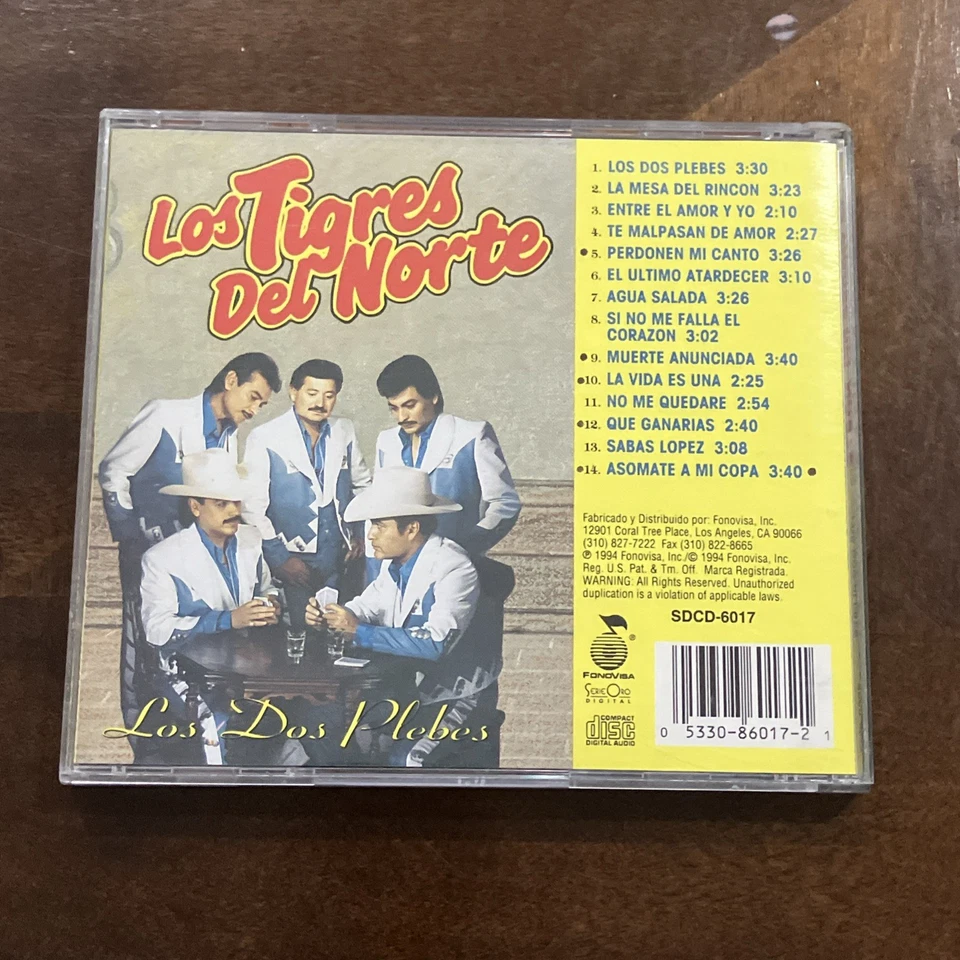 Los Tigres
Del Norte
Los Dos Plebes
1. LOS DOS PLEBES 3:30
2. LA MESA DEL RINCON 3:23
3. ENTRE EL AMOR Y YO 2:10
4. TE MALPASAN DE AMOR 2:27
●5. PERDONEN MI CANTO 3:26
6. EL ULTIMO ATARDECER 3:10
7. AGUA SALADA 3:26
8. SI NO ME FALLA EL
CORAZON 3:02
●9. MUERTE ANUNCIADA 3:40
●10. LA VIDA ES UNA 2:25
11. NO ME QUEDARE 2:54
●12. QUE GANARIAS 2:40
13. SABAS LOPEZ 3:08
●14. ASOMATE A MI COPA 3:40 ●
Fabricado y Distribuido por: Fonovisa, Inc.
12901 Coral Tree Place, Los Angeles, CA 90066
(310) 827-7222 Fax (310) 822-8665
℗ 1994 Fonovisa, Inc./© 1994 Fonovisa, Inc.
Reg. U.S. Pat. & Tm. Off. Marca Registrada.
WARNING: All Rights Reserved. Unauthorized
duplication is a violation of applicable laws.
SDCD-6017
®
FONOVISA
SERIE ORO
DIGITAL
COMPACT
disc
DIGITAL AUDIO
0 5330-86017-2 1